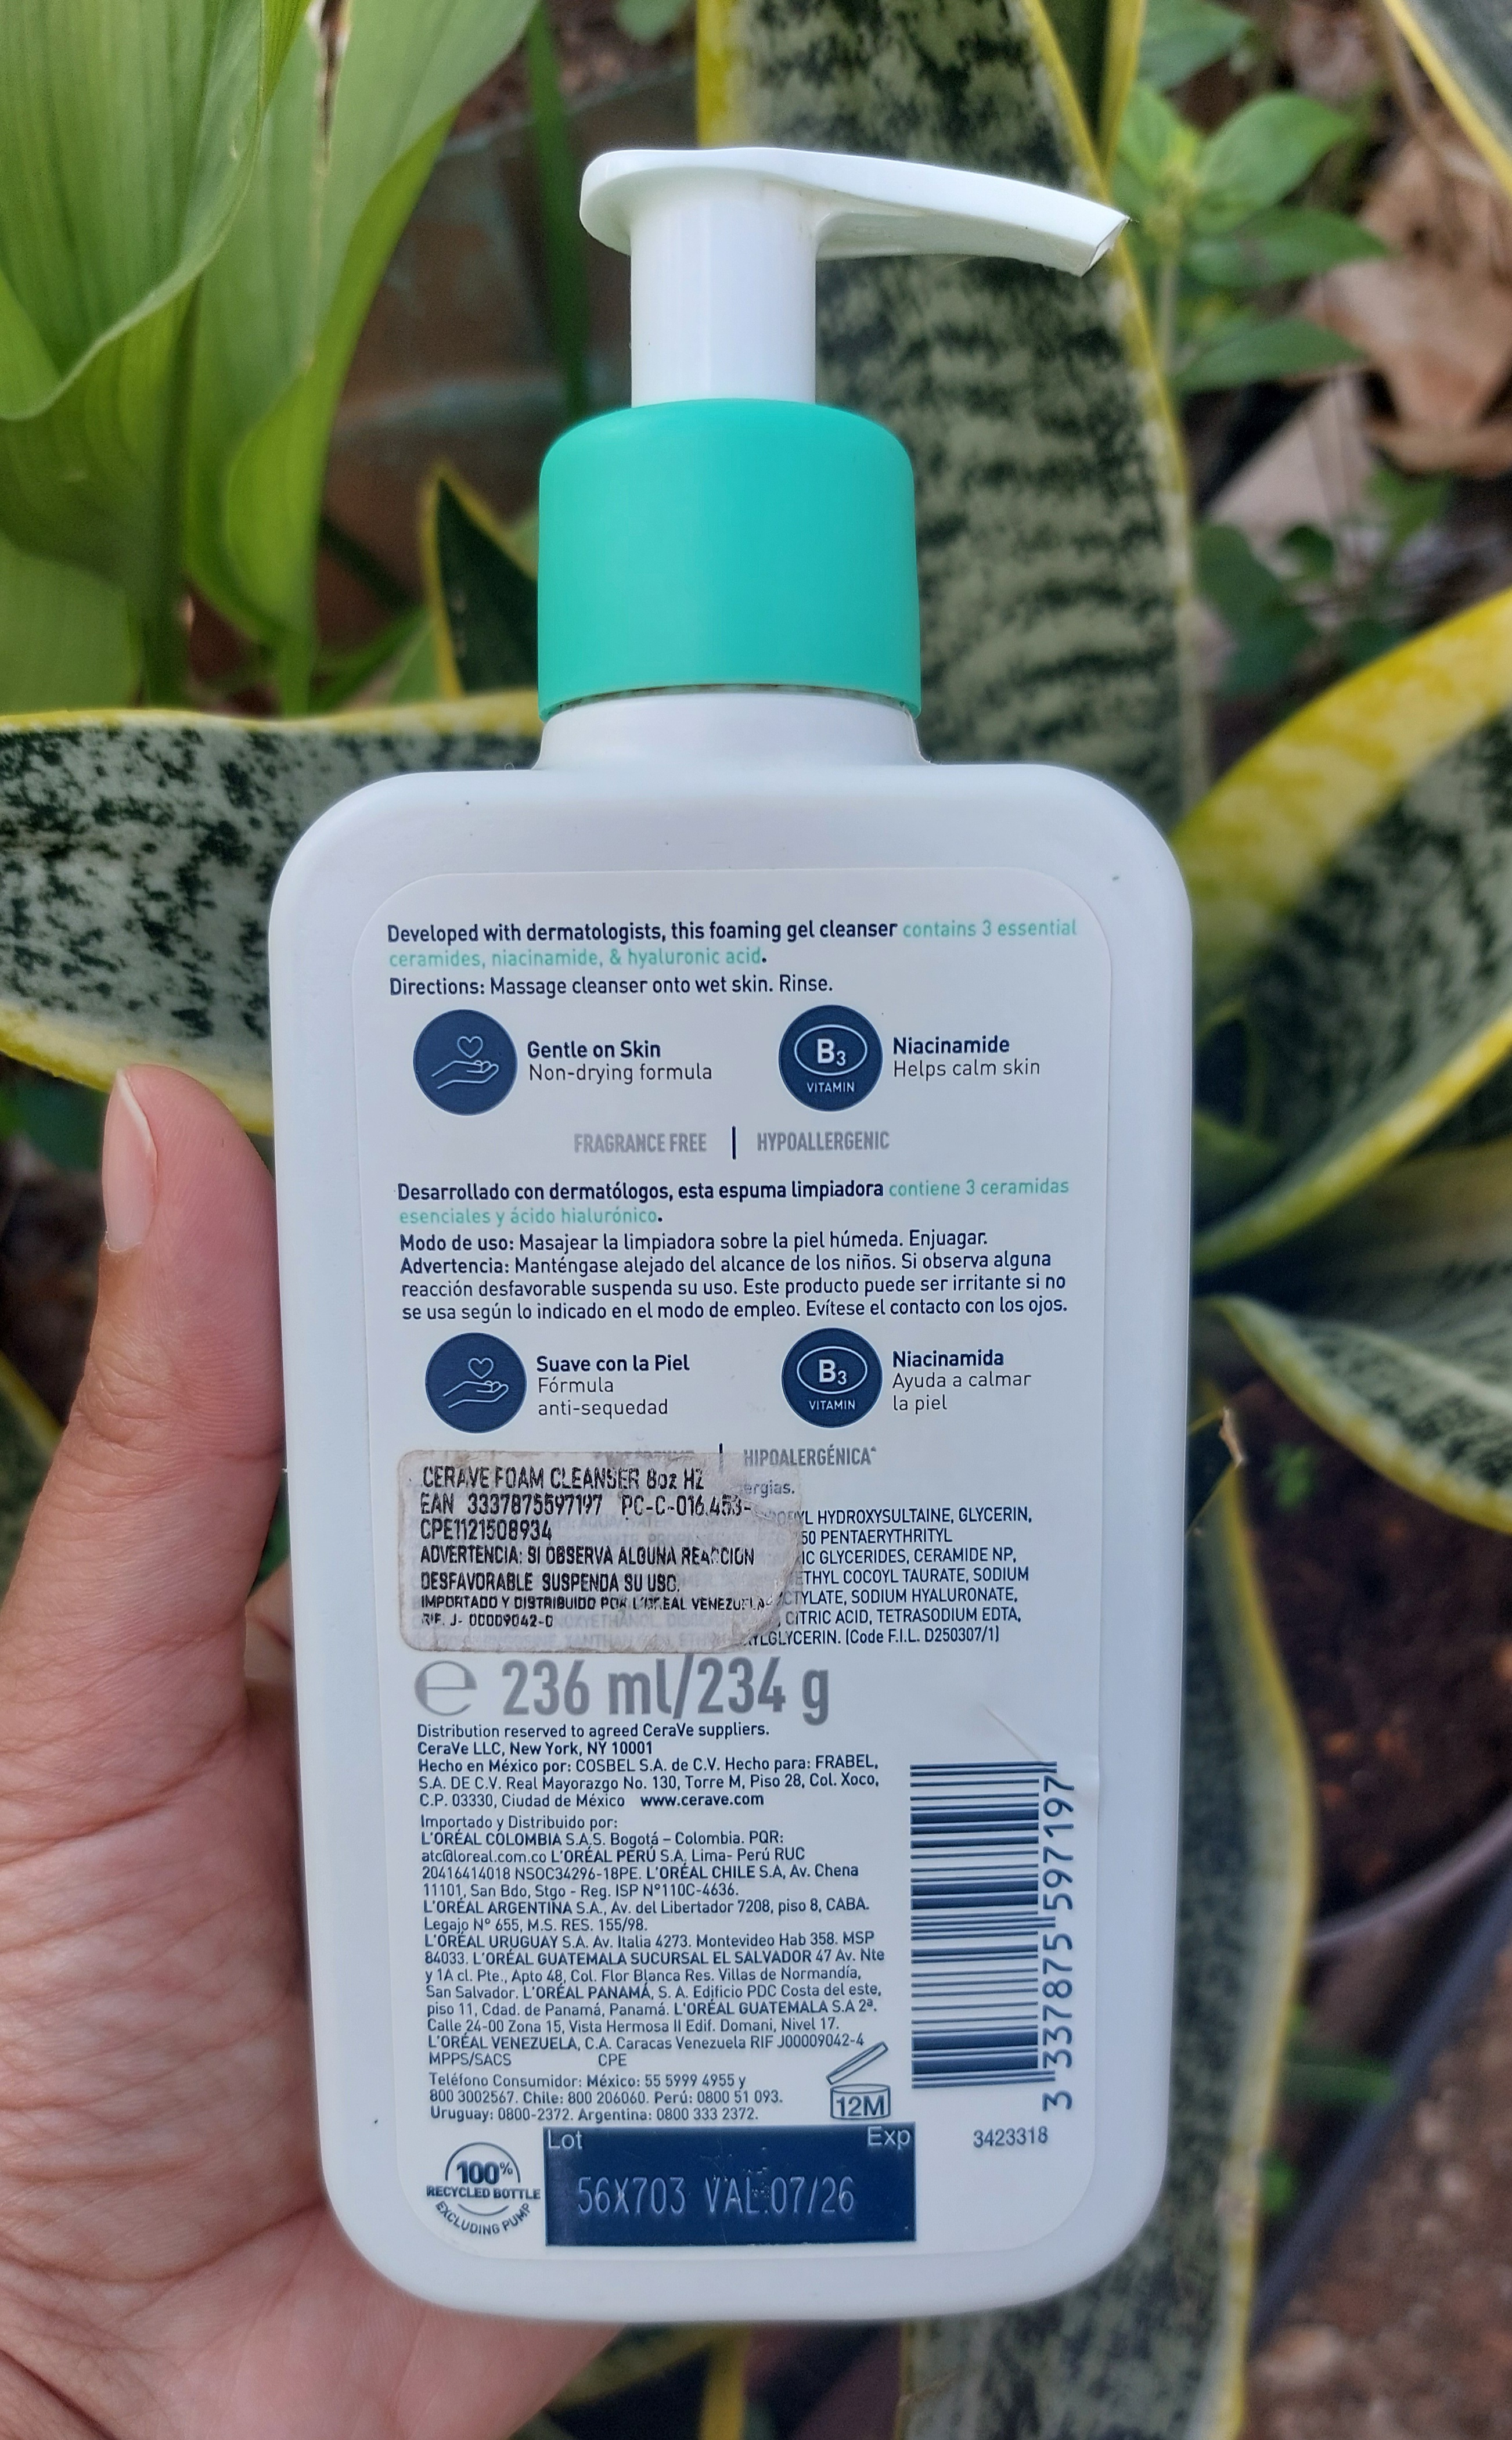 Developed with dermatologists, this foaming gel cleanser contains 3 essential
ceramides, niacinamide, & hyaluronic acid.
Directions: Massage cleanser onto wet skin. Rinse.
Gentle on Skin
Non-drying formula
B3
VITAMIN
Niacinamide
Helps calm skin
FRAGRANCE FREE | HYPOALLERGENIC
Desarrollado con dermatólogos, esta espuma limpiadora contiene 3 ceramidas
esenciales y ácido hialurónico.
Modo de uso: Masajear la limpiadora sobre la piel húmeda. Enjuagar.
Advertencia: Manténgase alejado del alcance de los niños. Si observa alguna
reacción desfavorable suspenda su uso. Este producto puede ser irritante si no
se usa según lo indicado en el modo de empleo. Evítese el contacto con los ojos.
Suave con la Piel
Fórmula
anti-sequedad
B3
VITAMIN
Niacinamida
Ayuda a calmar
la piel
| HIPOALERGÉNICA*
ergias.
CERAVE FOAM CLEANSER 8oz H2
EAN 3337875597197 PC-C-016.453-
CPE1121508934
ADVERTENCIA: SI OBSERVA ALGUNA REACCION
DESFAVORABLE SUSPENDA SU USO.
IMPORTADO Y DISTRIBUIDO POR L'OREAL VENEZUELA
RIF. J- 00009042-0
HYDROXYSULTAINE, GLYCERIN,
PENTAERYTHRITYL
GLYCERIDES, CERAMIDE NP,
COCOYL TAURATE, SODIUM
SODIUM HYALURONATE,
CITRIC ACID, TETRASODIUM EDTA,
(Code F.I.L. D250307/1)
e 236 ml/234 g
Distribution reserved to agreed CeraVe suppliers.
CeraVe LLC, New York, NY 10001
Hecho en México por: COSBEL S.A. de C.V. Hecho para: FRABEL,
S.A. DE C.V. Real Mayorazgo No. 130, Torre M, Piso 28, Col. Xoco,
C.P. 03330, Ciudad de México www.cerave.com
Importado y Distribuido por:
L'ORÉAL COLOMBIA S.A.S. Bogotá – Colombia. PQR:
atc@loreal.com.co L'ORÉAL PERÚ S.A, Lima- Perú RUC
20416414018 NSOC34296-18PE. L'ORÉAL CHILE S.A, Av. Chena
11101, San Bdo, Stgo - Reg. ISP N°110C-4636.
L'ORÉAL ARGENTINA S.A., Av. del Libertador 7208, piso 8, CABA.
Legajo N° 655, M.S. RES. 155/98.
L'ORÉAL URUGUAY S.A. Av. Italia 4273. Montevideo Hab 358. MSP
84033. L'ORÉAL GUATEMALA SUCURSAL EL SALVADOR 47 Av. Nte
y 1A cl. Pte., Apto 48, Col. Flor Blanca Res. Villas de Normandía,
San Salvador. L'ORÉAL PANAMÁ, S. A. Edificio PDC Costa del este,
piso 11, Cdad. de Panamá, Panamá. L'ORÉAL GUATEMALA S.A 2ª.
Calle 24-00 Zona 15, Vista Hermosa II Edif. Domani, Nivel 17.
L'ORÉAL VENEZUELA, C.A. Caracas Venezuela RIF J00009042-4
MPPS/SACS CPE
Teléfono Consumidor: México: 55 5999 4955 y
800 3002567. Chile: 800 206060. Perú: 0800 51 093.
Uruguay: 0800-2372. Argentina: 0800 333 2372.
12M
3 337875 597197
3423318
100%
RECYCLED BOTTLE
EXCLUDING PUMP
Lot Exp
56X703 VAL:07/26